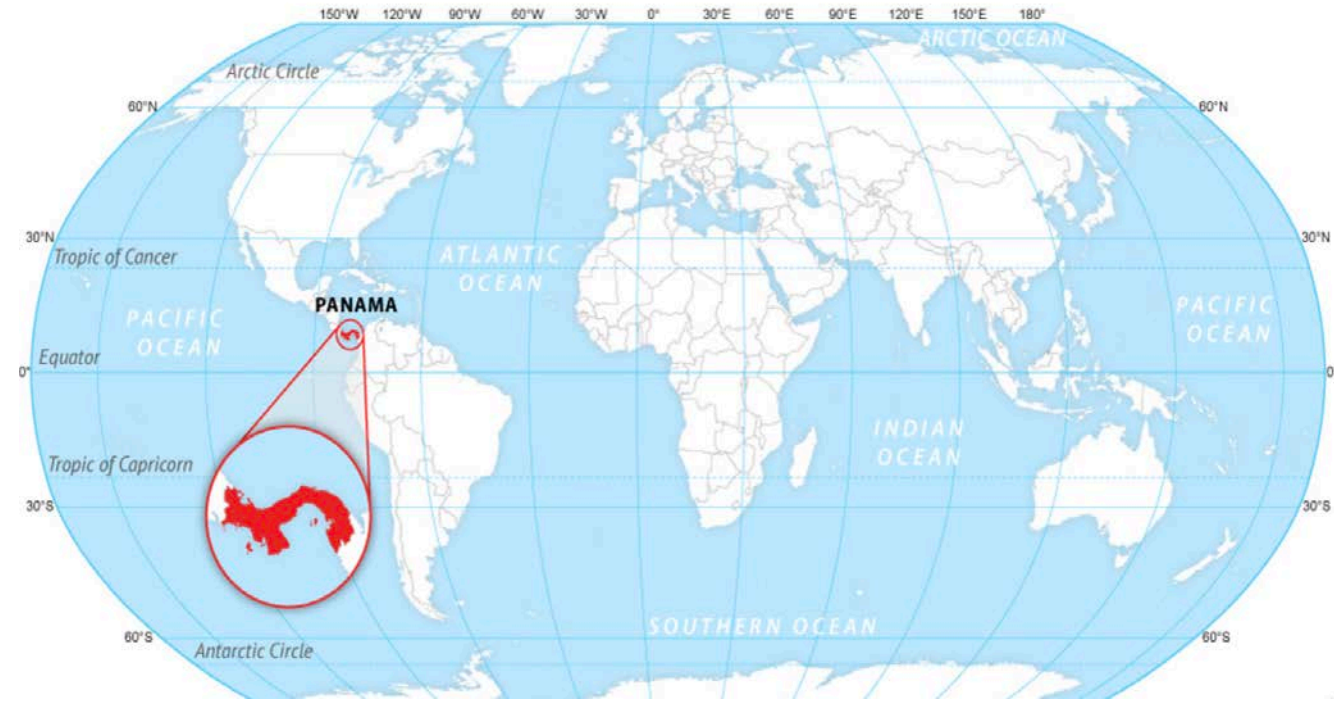 150°W 120°W 90°W 60°W 30°W 0° 30°E 60°E 90°E 120°E 150°E 180°
ARCTIC OCEAN
Arctic Circle
60°N 60°N
30°N 30°N
Tropic of Cancer
ATLANTIC
OCEAN
PANAMA
PACIFIC
OCEAN
PACIFIC
OCEAN
Equator
0° 0
INDIAN
OCEAN
Tropic of Capricorn
30°S 30°S
SOUTHERN OCEAN
60°S 60°S
Antarctic Circle